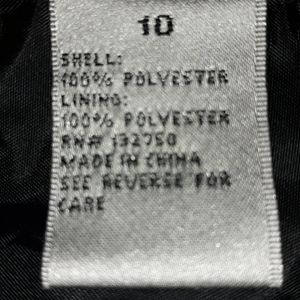 10
SHELL:
100% POLYESTER
LINING:
100% POLYESTER
RN# 132750
MADE IN CHINA
SEE REVERSE FOR
CARE